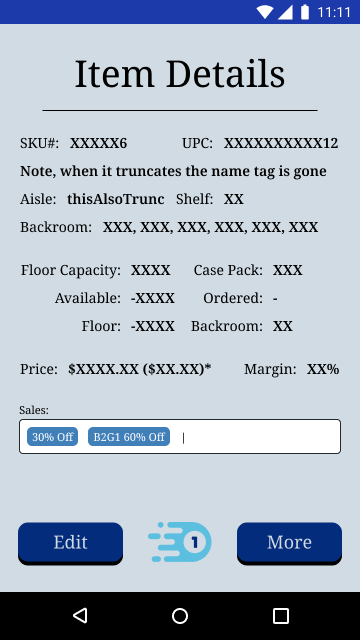 11:11
Item Details
SKU#: XXXXX6 UPC: XXXXXXXXXX12
Note, when it truncates the name tag is gone
Aisle: thisAlsoTrunc Shelf: XX
Backroom: XXX, XXX, XXX, XXX, XXX, XXX
Floor Capacity: XXXX Case Pack: XXX
Available: -XXXX Ordered: -
Floor: -XXXX Backroom: XX
Price: $XXXX.XX ($XX.XX)* Margin: XX%
Sales:
30% Off B2G1 60% Off |
Edit 1 More